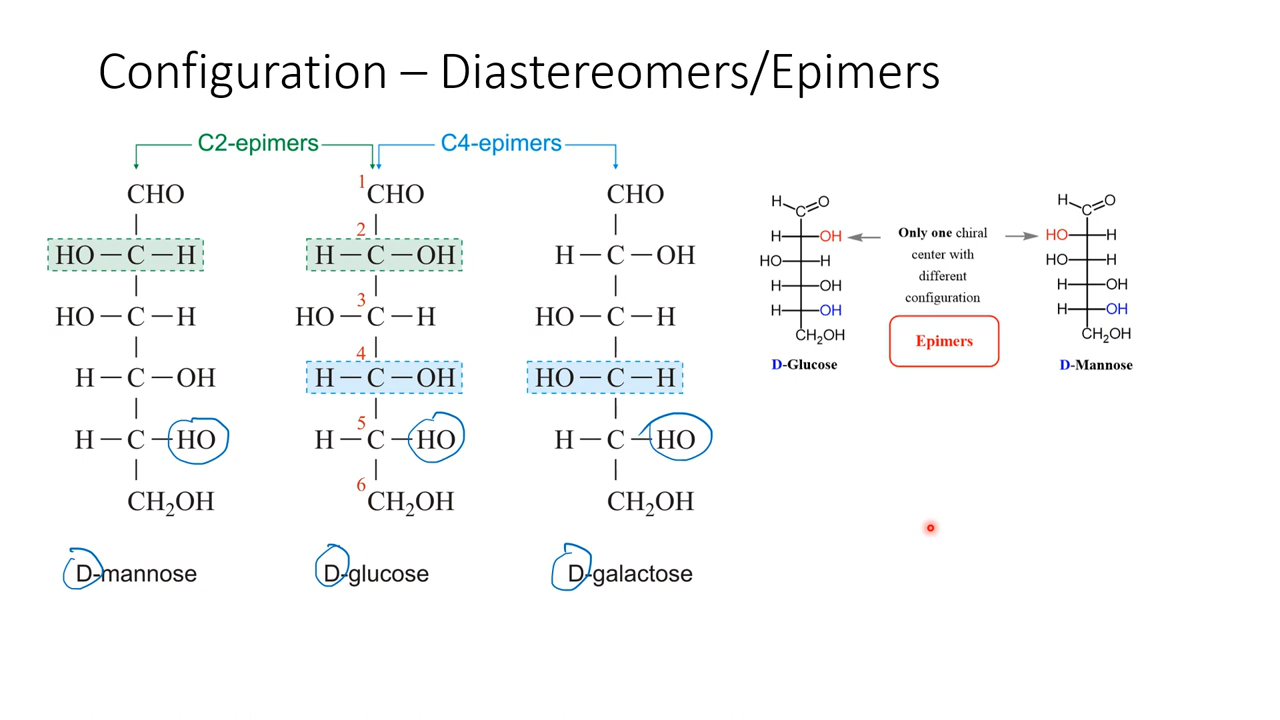 Configuration – Diastereomers/Epimers
C2-epimers C4-epimers
1
CHO CHO CHO
2
HO–C–H H–C–OH H–C–OH
3
HO–C–H HO–C–H HO–C–H
4
H–C–OH H–C–OH HO–C–H
5
H–C–HO H–C–HO H–C–HO
6
CH2OH CH2OH CH2OH
D-mannose D-glucose D-galactose
H C O
H OH
HO H
H OH
H OH
CH2OH
D-Glucose
Only one chiral
center with
different
configuration
Epimers
H C O
HO H
HO H
H OH
H OH
CH2OH
D-Mannose